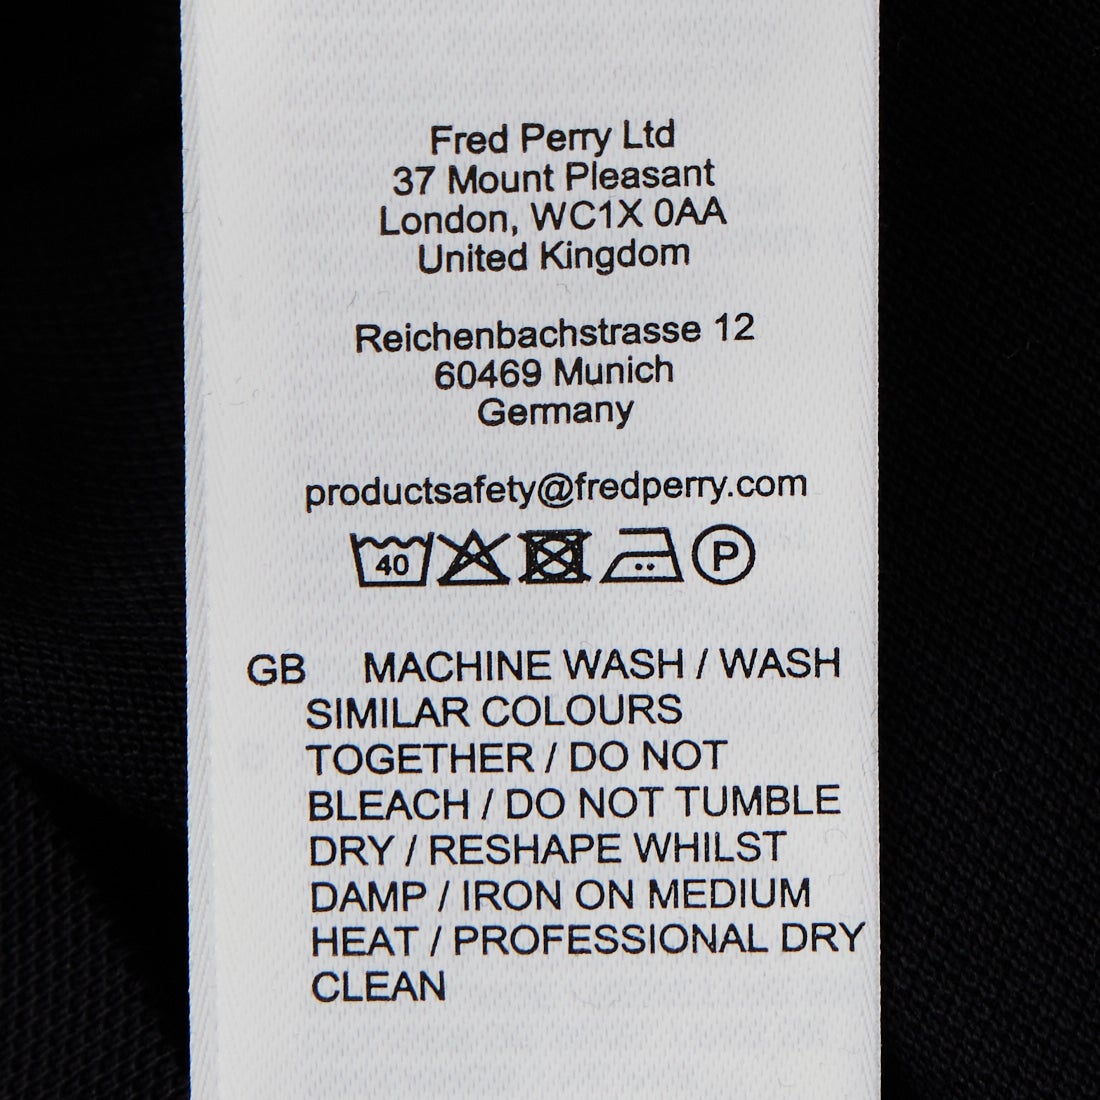 Fred Perry Ltd
37 Mount Pleasant
London, WC1X 0AA
United Kingdom
Reichenbachstrasse 12
60469 Munich
Germany
productsafety@fredperry.com
40 P
GB MACHINE WASH / WASH
SIMILAR COLOURS
TOGETHER / DO NOT
BLEACH / DO NOT TUMBLE
DRY / RESHAPE WHILST
DAMP / IRON ON MEDIUM
HEAT / PROFESSIONAL DRY
CLEAN